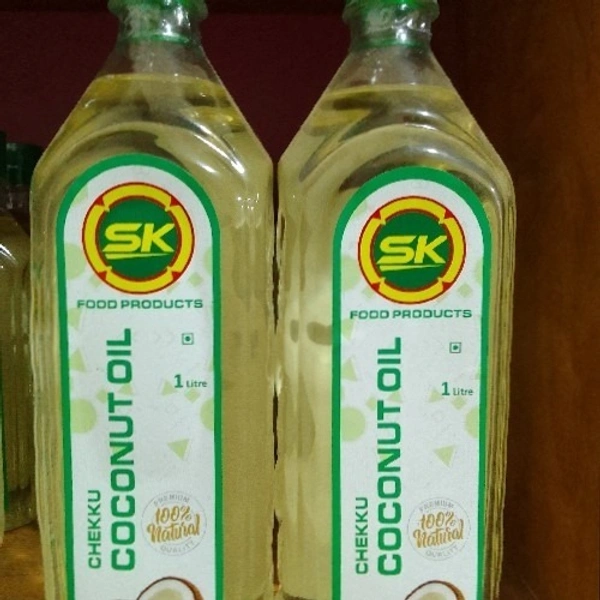 SK
FOOD PRODUCTS
1 Litre
CHEKKU
COCONUT OIL
PREMIUM
100%
Natural
QUALITY
SK
FOOD PRODUCTS
1 Litre
CHEKKU
COCONUT OIL
PREMIUM
100%
Natural
QUALITY